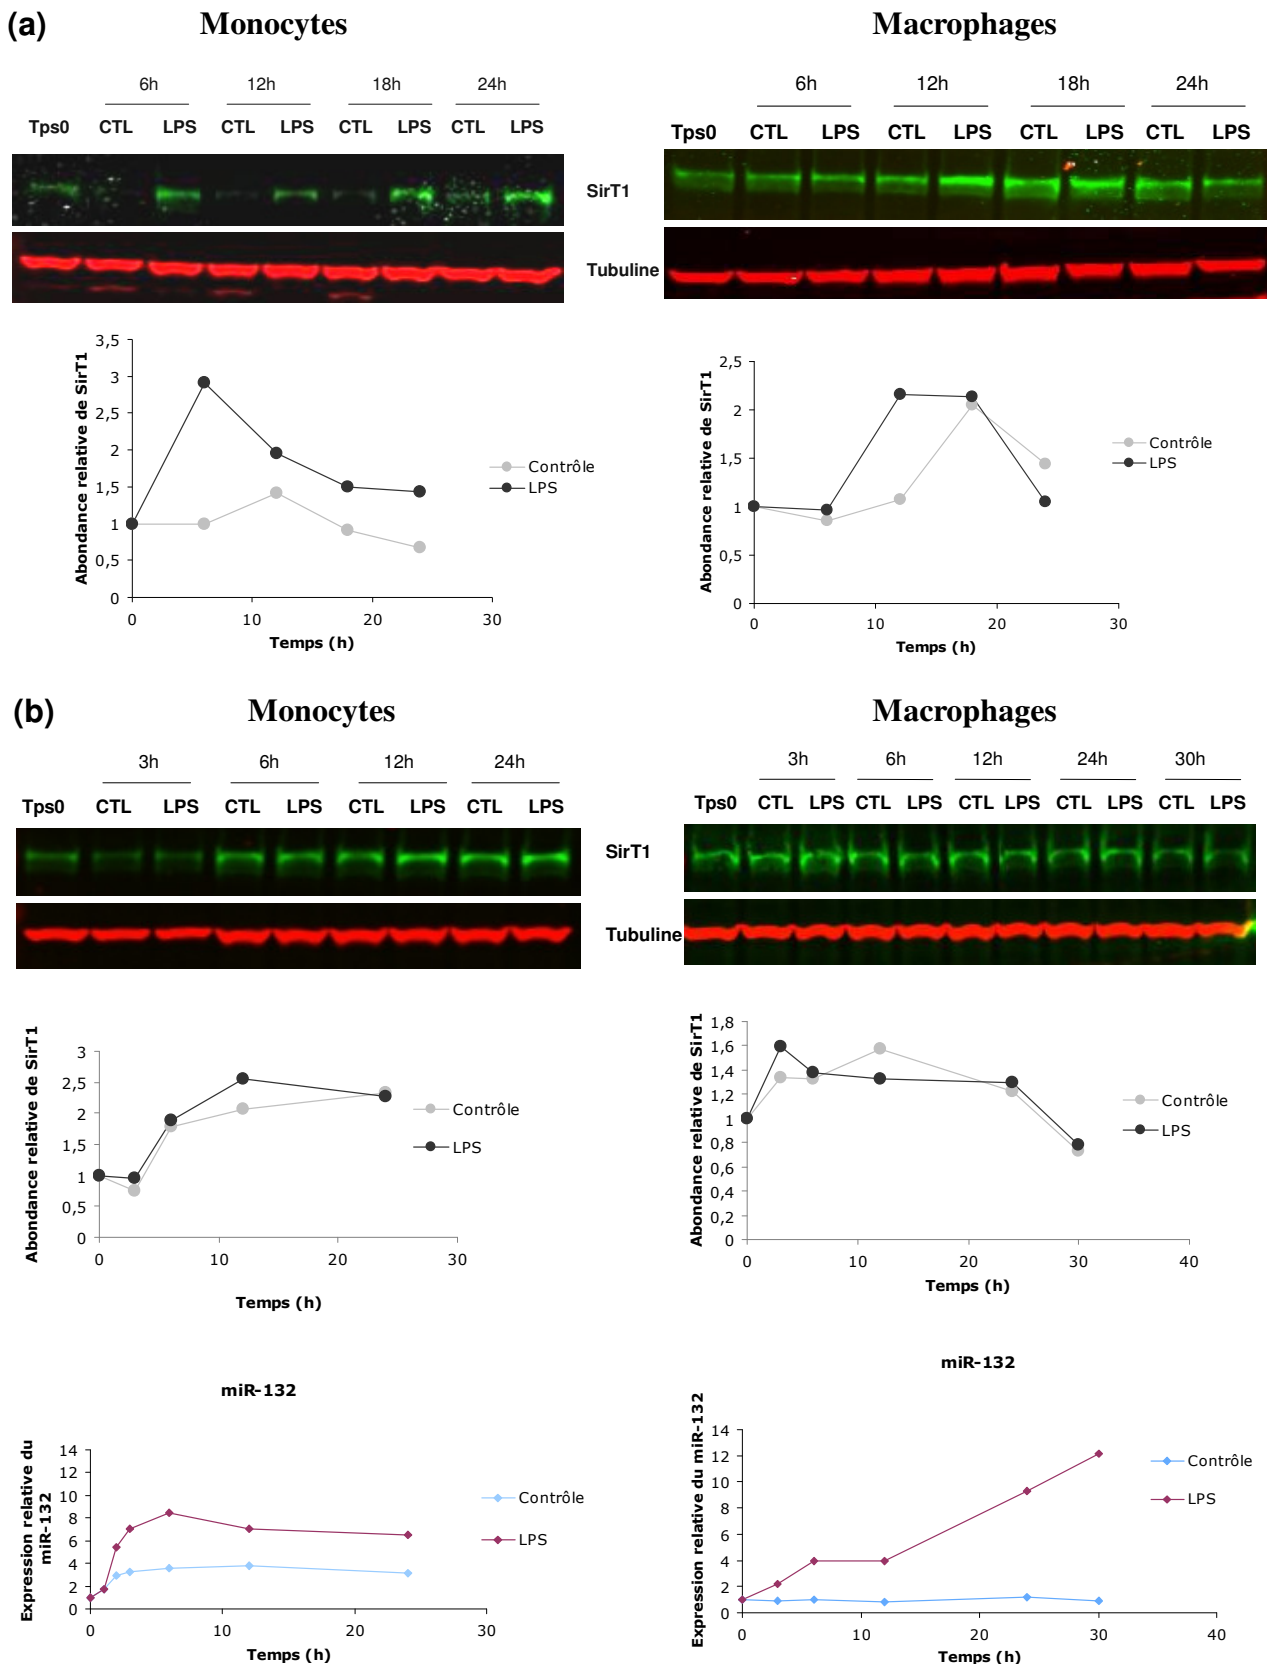 (a) Monocytes Macrophages
6h 12h 18h 24h
Tps0 CTL LPS CTL LPS CTL LPS CTL LPS
6h 12h 18h 24h
Tps0 CTL LPS CTL LPS CTL LPS CTL LPS
SirT1
Tubuline
Abondance relative de SirT1
3,5
3
2,5
2
1,5
1
0,5
0
0 10 20 30
Temps (h)
Contrôle
LPS
Abondance relative de SirT1
2,5
2
1,5
1
0,5
0
0 10 20 30
Temps (h)
Contrôle
LPS
(b) Monocytes Macrophages
3h 6h 12h 24h
Tps0 CTL LPS CTL LPS CTL LPS CTL LPS
3h 6h 12h 24h 30h
Tps0 CTL LPS CTL LPS CTL LPS CTL LPS CTL LPS
SirT1
Tubuline
Abondance relative de SirT1
3
2,5
2
1,5
1
0,5
0
0 10 20 30
Temps (h)
Contrôle
LPS
Abondance relative de SirT1
1,8
1,6
1,4
1,2
1
0,8
0,6
0,4
0,2
0
0 10 20 30 40
Temps (h)
Contrôle
LPS
miR-132
Expression relative du
miR-132
14
12
10
8
6
4
2
0
0 10 20 30
Temps (h)
Contrôle
LPS
miR-132
Expression relative du miR-132
14
12
10
8
6
4
2
0
0 10 20 30 40
Temps (h)
Contrôle
LPS